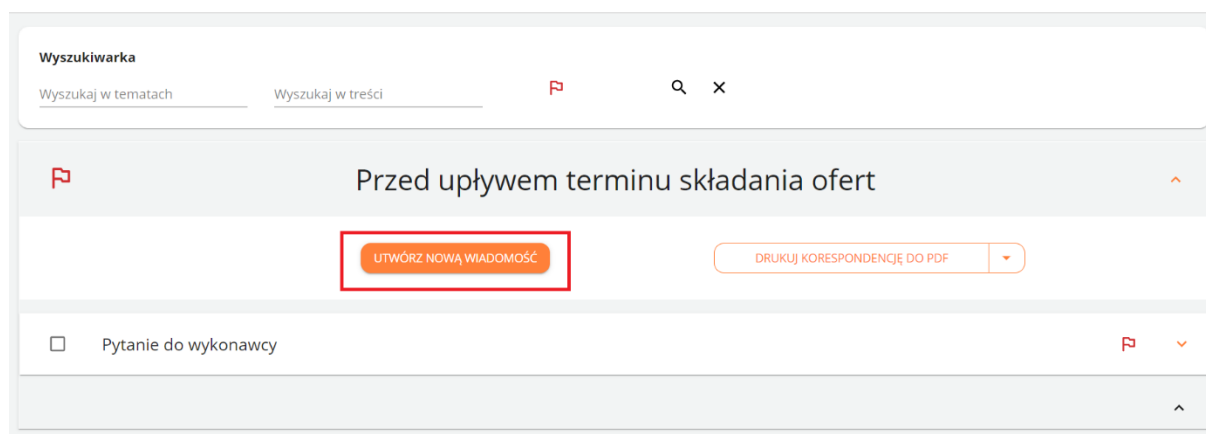 Wyszukiwarka
Wyszukaj w tematach Wyszukaj w treści
Przed upływem terminu składania ofert
UTWÓRZ NOWĄ WIADOMOŚĆ DRUKUJ KORESPONDENCJĘ DO PDF
Pytanie do wykonawcy